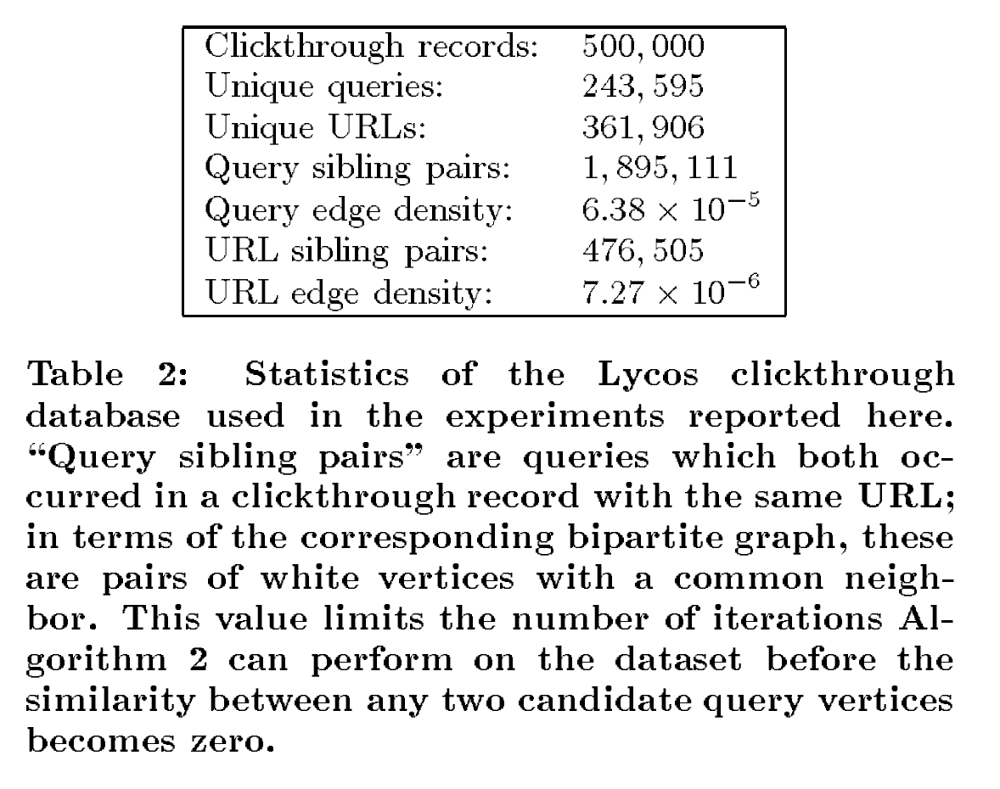 Clickthrough records: 500, 000
Unique queries: 243, 595
Unique URLs: 361, 906
Query sibling pairs: 1, 895, 111
Query edge density: 6.38 × 10⁻⁵
URL sibling pairs: 476, 505
URL edge density: 7.27 × 10⁻⁶
Table 2: Statistics of the Lycos clickthrough
database used in the experiments reported here.
“Query sibling pairs” are queries which both oc-
curred in a clickthrough record with the same URL;
in terms of the corresponding bipartite graph, these
are pairs of white vertices with a common neigh-
bor. This value limits the number of iterations Al-
gorithm 2 can perform on the dataset before the
similarity between any two candidate query vertices
becomes zero.